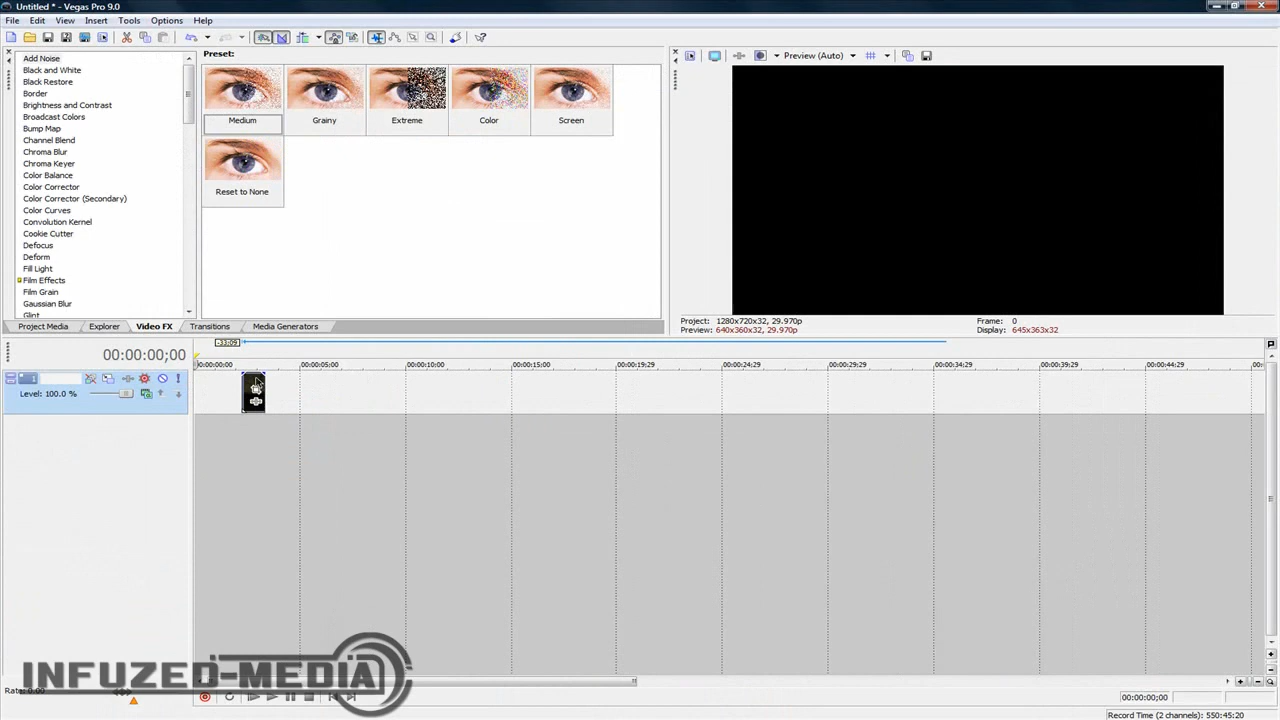 Untitled * - Vegas Pro 9.0
File Edit View Insert Tools Options Help
Add Noise
Black and White
Black Restore
Border
Brightness and Contrast
Broadcast Colors
Bump Map
Channel Blend
Chroma Blur
Chroma Keyer
Color Balance
Color Corrector
Color Corrector (Secondary)
Color Curves
Convolution Kernel
Cookie Cutter
Defocus
Deform
Fill Light
Film Effects
Film Grain
Gaussian Blur
Glint
Preset:
Medium Grainy Extreme Color Screen
Reset to None
Preview (Auto)
Project: 1280x720x32, 29.970p Frame: 0
Preview: 640x360x32, 29.970p Display: 645x363x32
Project Media Explorer Video FX Transitions Media Generators
-33:09
00:00:00;00
00:00:00;00 00:00:05;00 00:00:10;00 00:00:15;00 00:00:19;29 00:00:24;29 00:00:29;29 00:00:34;29 00:00:39;29 00:00:44;29 00:
1
Level: 100.0 %
INFUZED-MEDIA
Rate: 0.00
00:00:00;00
Record Time (2 channels): 550:45:20